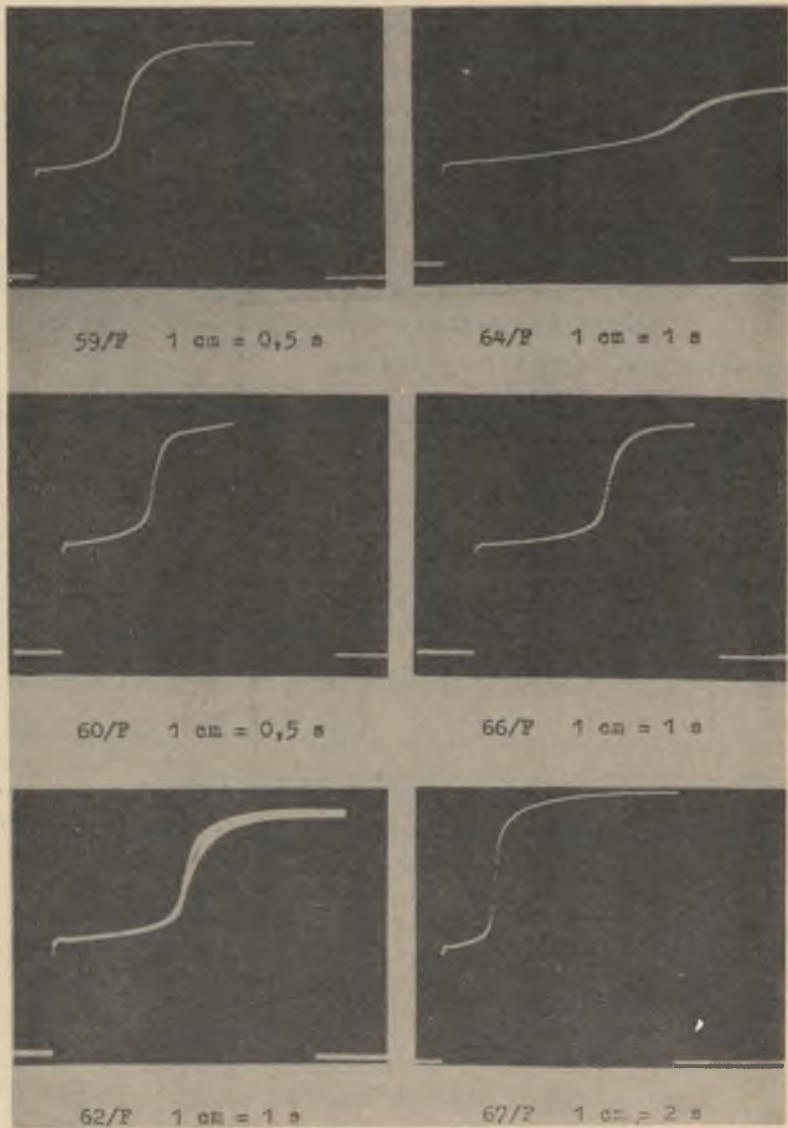 59/F 1 cm = 0,5 s
64/F 1 cm = 1 s
60/F 1 cm = 0,5 s
66/F 1 cm = 1 s
62/F 1 cm = 1 s
67/F 1 cm = 2 s